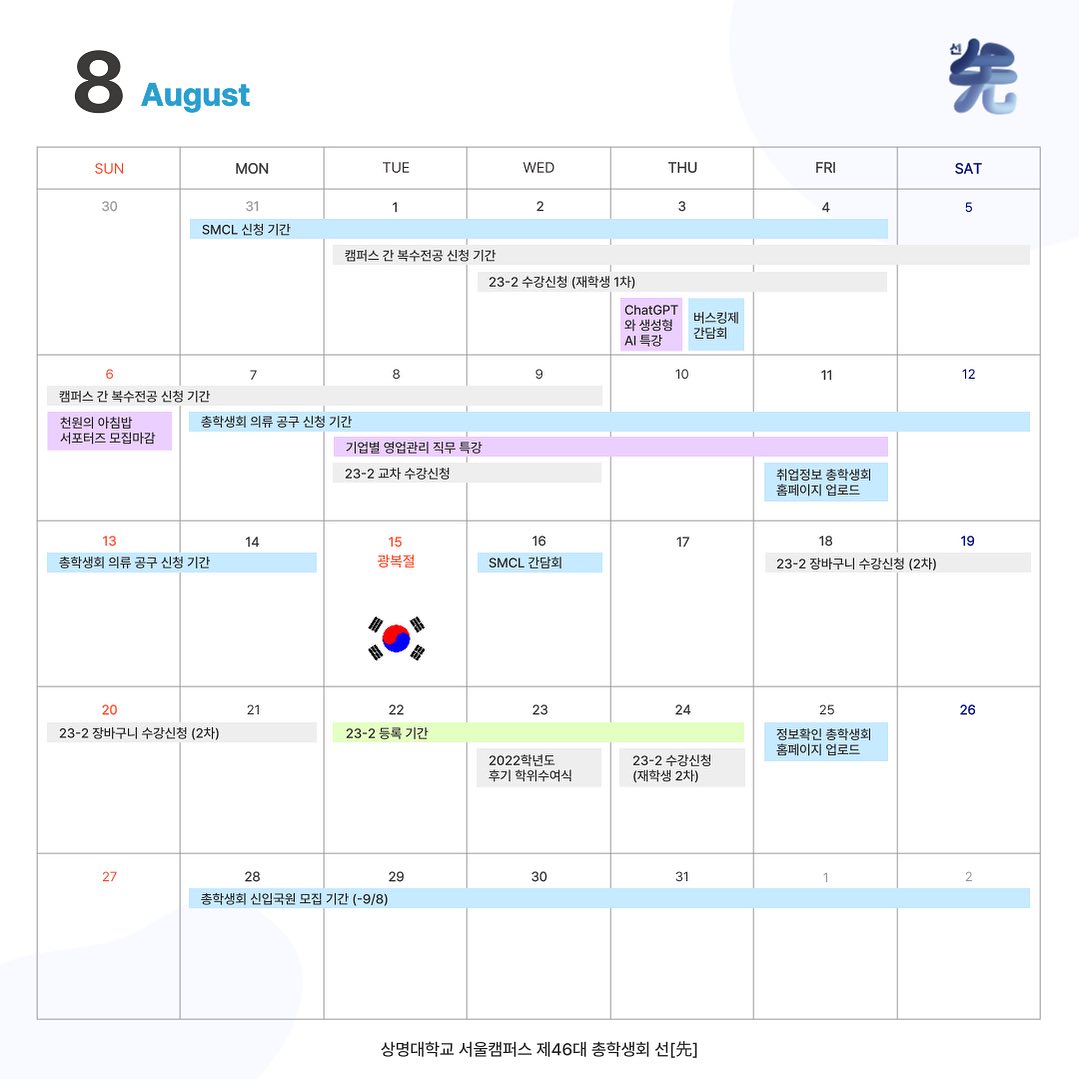 8 August
선 先
SUN MON TUE WED THU FRI SAT
30 31 1 2 3 4 5
SMCL 신청 기간
캠퍼스 간 복수전공 신청 기간
23-2 수강신청 (재학생 1차)
ChatGPT
와 생성형
AI 특강
버스킹제
간담회
6 7 8 9 10 11 12
캠퍼스 간 복수전공 신청 기간
천원의 아침밥
서포터즈 모집마감
총학생회 의류 공구 신청 기간
기업별 영업관리 직무 특강
23-2 교차 수강신청
취업정보 총학생회
홈페이지 업로드
13 14 15 16 17 18 19
광복절
총학생회 의류 공구 신청 기간
SMCL 간담회
23-2 장바구니 수강신청 (2차)
20 21 22 23 24 25 26
23-2 장바구니 수강신청 (2차)
23-2 등록 기간
2022학년도
후기 학위수여식
23-2 수강신청
(재학생 2차)
정보확인 총학생회
홈페이지 업로드
27 28 29 30 31 1 2
총학생회 신입국원 모집 기간 (-9/8)
상명대학교 서울캠퍼스 제46대 총학생회 선[先]